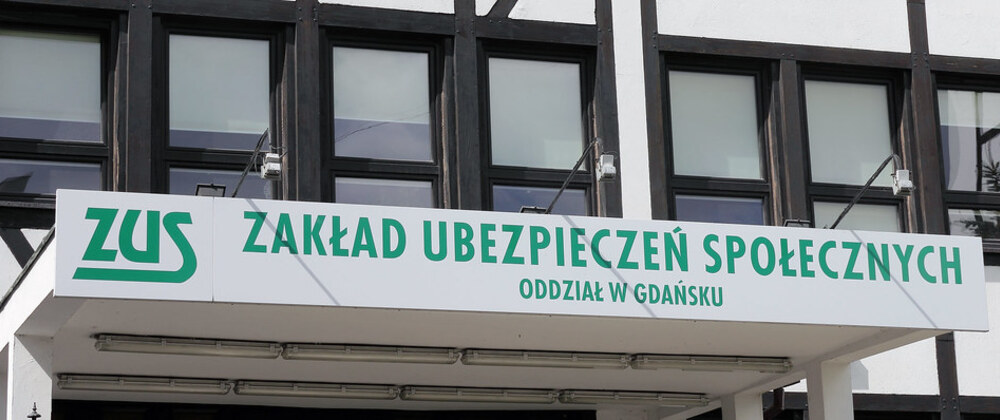 ZUS
ZAKŁAD UBEZPIECZEŃ SPOŁECZNYCH
ODDZIAŁ W GDAŃSKU